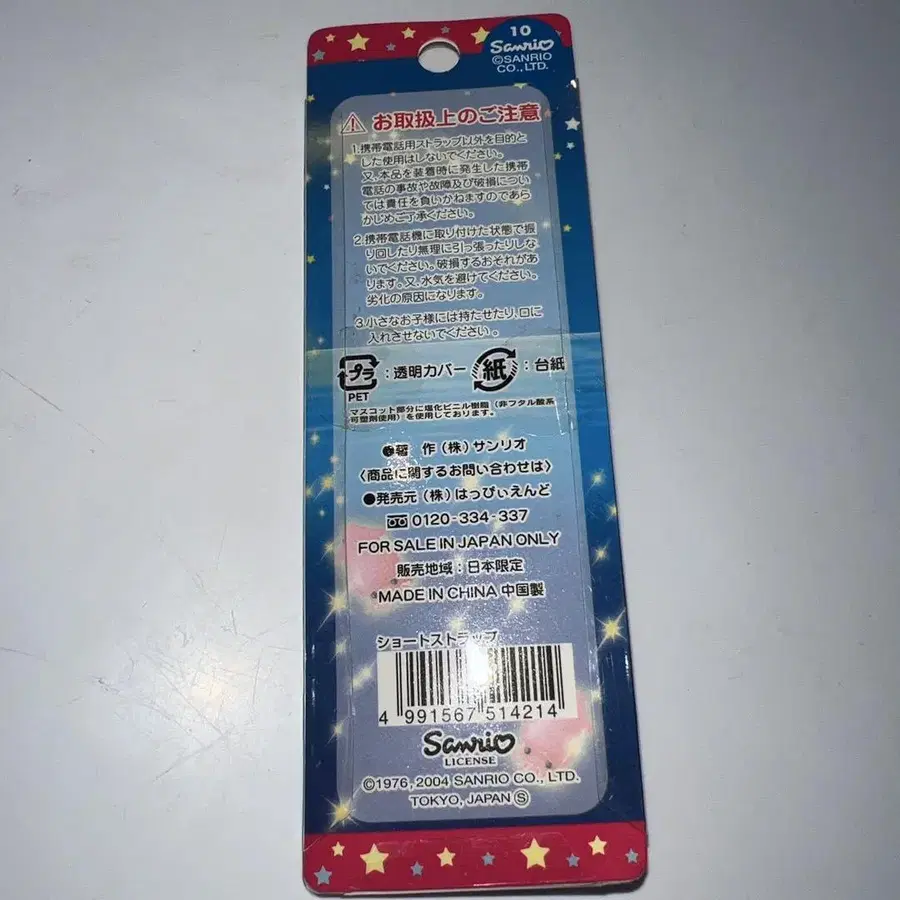 10
Sanrio
©SANRIO
CO.,LTD.
お取扱上のご注意
1.携帯電話用ストラップ以外を目的と
した使用はしないでください。
又、本品を装着時に発生した携帯
電話の事故や故障及び破損につい
ては責任を負いかねますのであら
かじめご了承ください。
2.携帯電話機に取り付けた状態で振
り回したり無理に引っ張ったりしな
いでください。破損するおそれがあ
ります。又、水気を避けてください。
劣化の原因になります。
3.小さなお子様には持たせたり、口に
入れさせないでください。
プラ :透明カバー 紙 :台紙
PET
マスコット部分に塩化ビニル樹脂(非フタル酸系
可塑剤使用)を使用しております。
●著 作(株)サンリオ
〈商品に関するお問い合わせは〉
●発売元(株)はっぴぃえんど
0120-334-337
FOR SALE IN JAPAN ONLY
販売地域:日本限定
MADE IN CHINA 中国製
ショートストラップ
4 991567 514214
Sanrio
LICENSE
©1976, 2004 SANRIO CO., LTD.
TOKYO, JAPAN Ⓢ